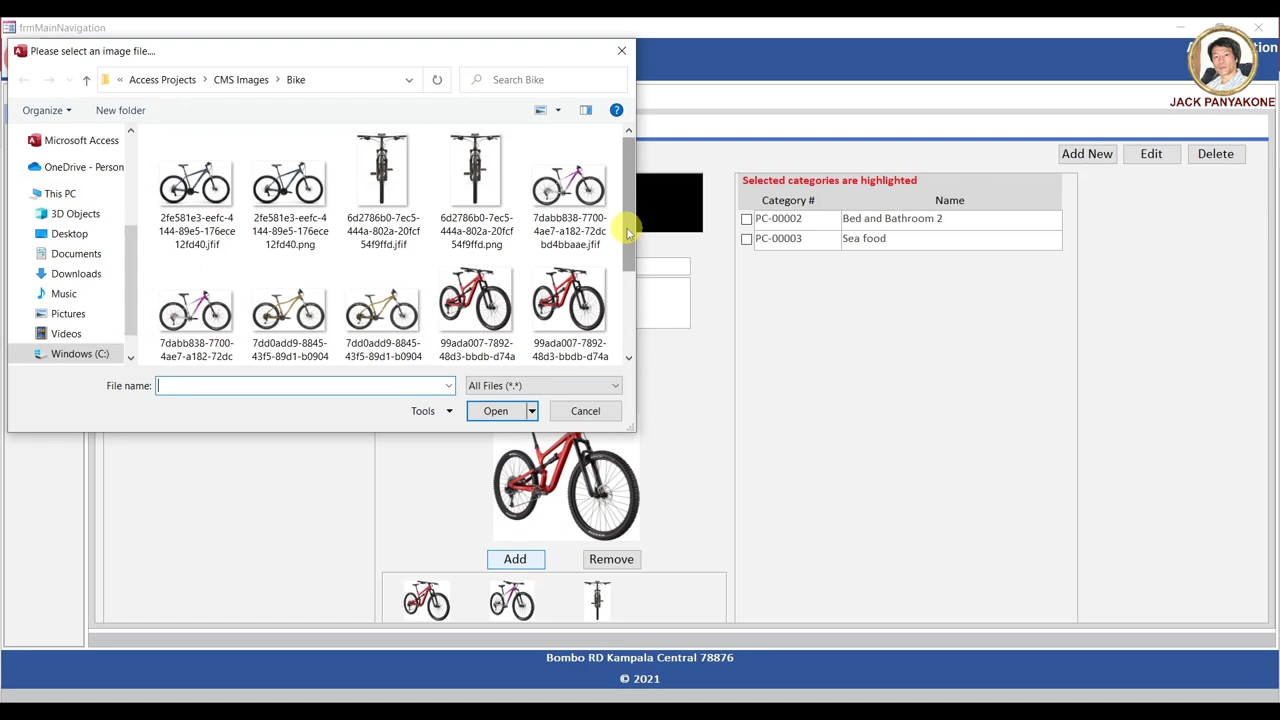 frmMainNavigation
Please select an image file....
« Access Projects > CMS Images > Bike
Search Bike
Organize
New folder
Microsoft Access
OneDrive - Person
This PC
3D Objects
Desktop
Documents
Downloads
Music
Pictures
Videos
Windows (C:)
2fe581e3-eefc-4
144-89e5-176ece
12fd40.jfif
2fe581e3-eefc-4
144-89e5-176ece
12fd40.png
6d2786b0-7ec5-
444a-802a-20fcf
54f9ffd.jfif
6d2786b0-7ec5-
444a-802a-20fcf
54f9ffd.png
7dabb838-7700-
4ae7-a182-72dc
bd4bbaae.jfif
7dabb838-7700-
4ae7-a182-72dc
7dd0add9-8845-
43f5-89d1-b0904
7dd0add9-8845-
43f5-89d1-b0904
99ada007-7892-
48d3-bbdb-d74a
99ada007-7892-
48d3-bbdb-d74a
File name:
All Files (*.*)
Tools
Open
Cancel
JACK PANYAKONE
Add New
Edit
Delete
Selected categories are highlighted
Category #
Name
PC-00002
Bed and Bathroom 2
PC-00003
Sea food
Add
Remove
Bombo RD Kampala Central 78876
© 2021